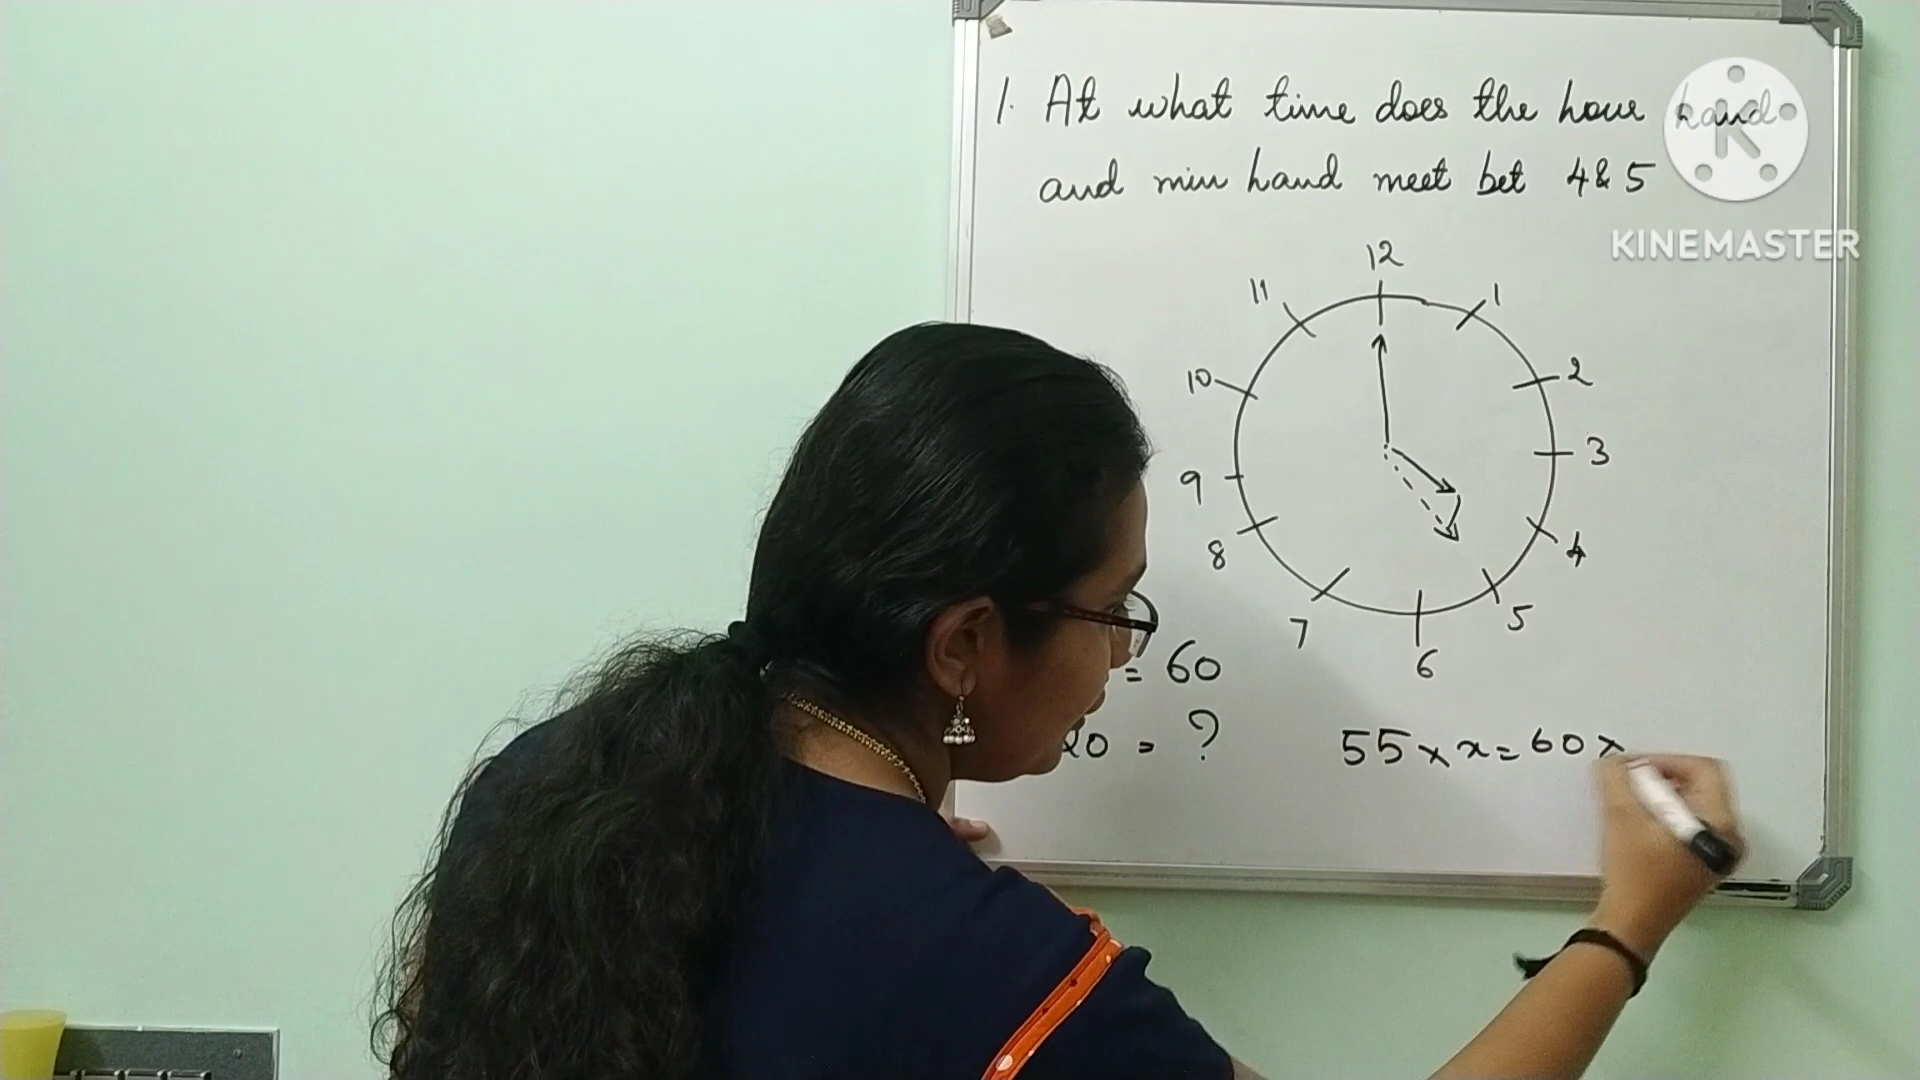 1. At what time does the hour hand
and min hand meet bet 4 & 5
KINEMASTER
12
11
1
10
2
9
3
8
4
7
5
6
= 60
20 = ?
55 × x = 60 ×